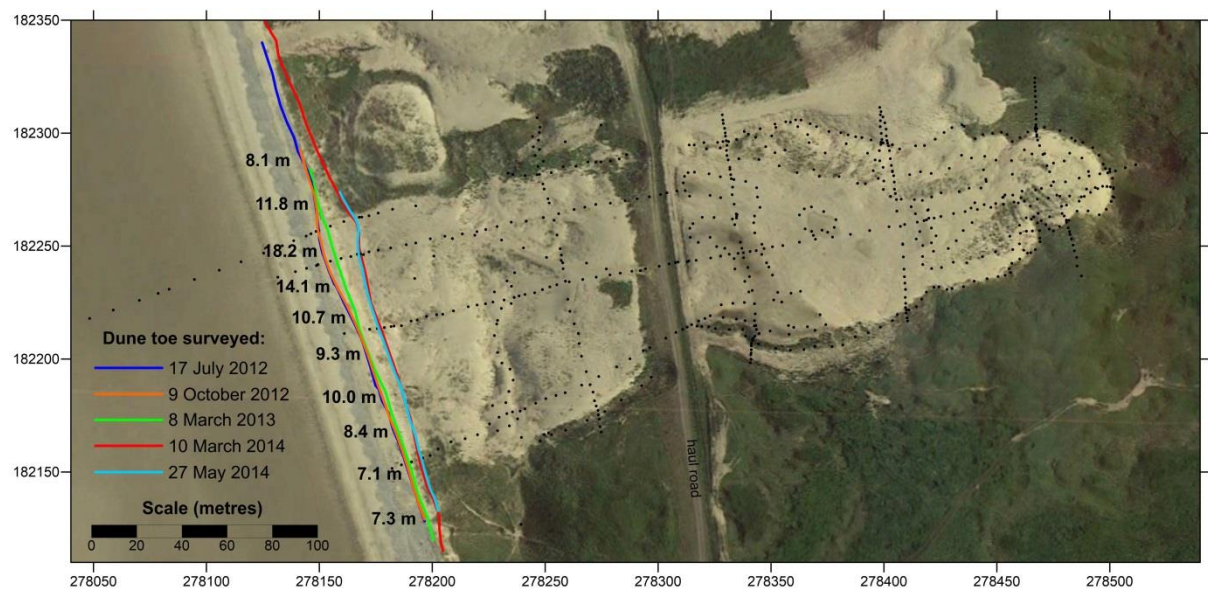 182350
182300
182250
182200
182150
8.1 m
11.8 m
18.2 m
14.1 m
10.7 m
9.3 m
10.0 m
8.4 m
7.1 m
7.3 m
Dune toe surveyed:
17 July 2012
9 October 2012
8 March 2013
10 March 2014
27 May 2014
Scale (metres)
0 20 40 60 80 100
haul road
278050 278100 278150 278200 278250 278300 278350 278400 278450 278500